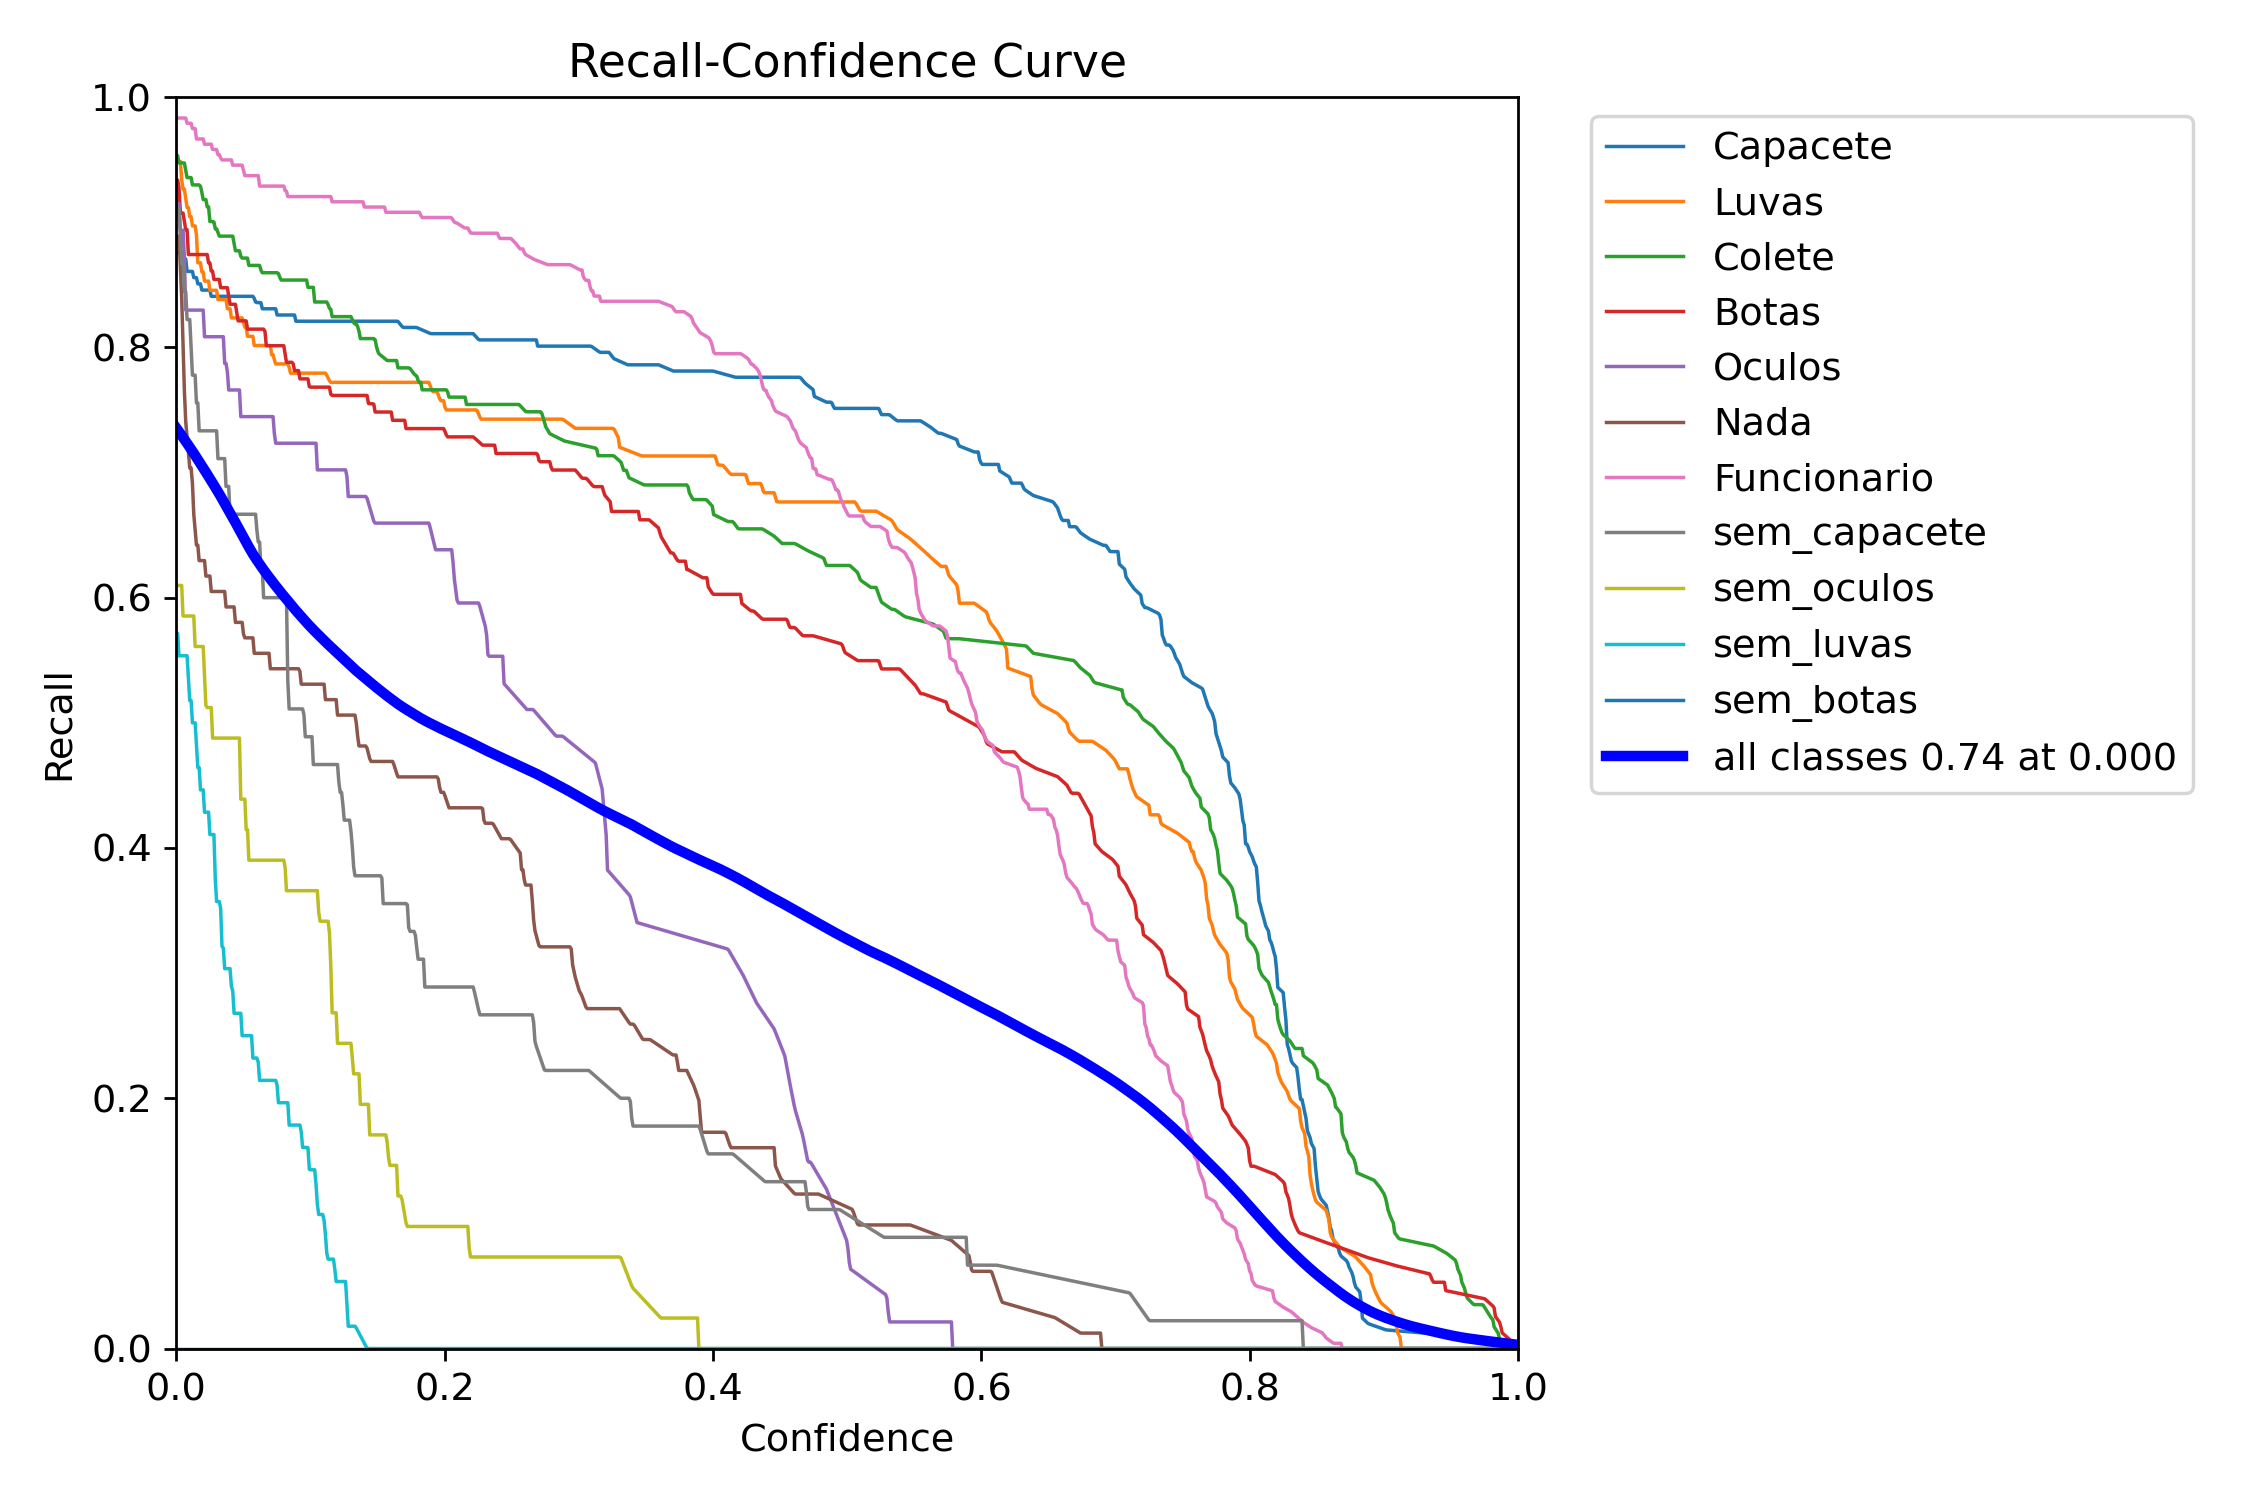 Recall-Confidence Curve
1.0
0.8
0.6
0.4
0.2
0.0
Recall
0.0 0.2 0.4 0.6 0.8 1.0
Confidence
Capacete
Luvas
Colete
Botas
Oculos
Nada
Funcionario
sem_capacete
sem_oculos
sem_luvas
sem_botas
all classes 0.74 at 0.000